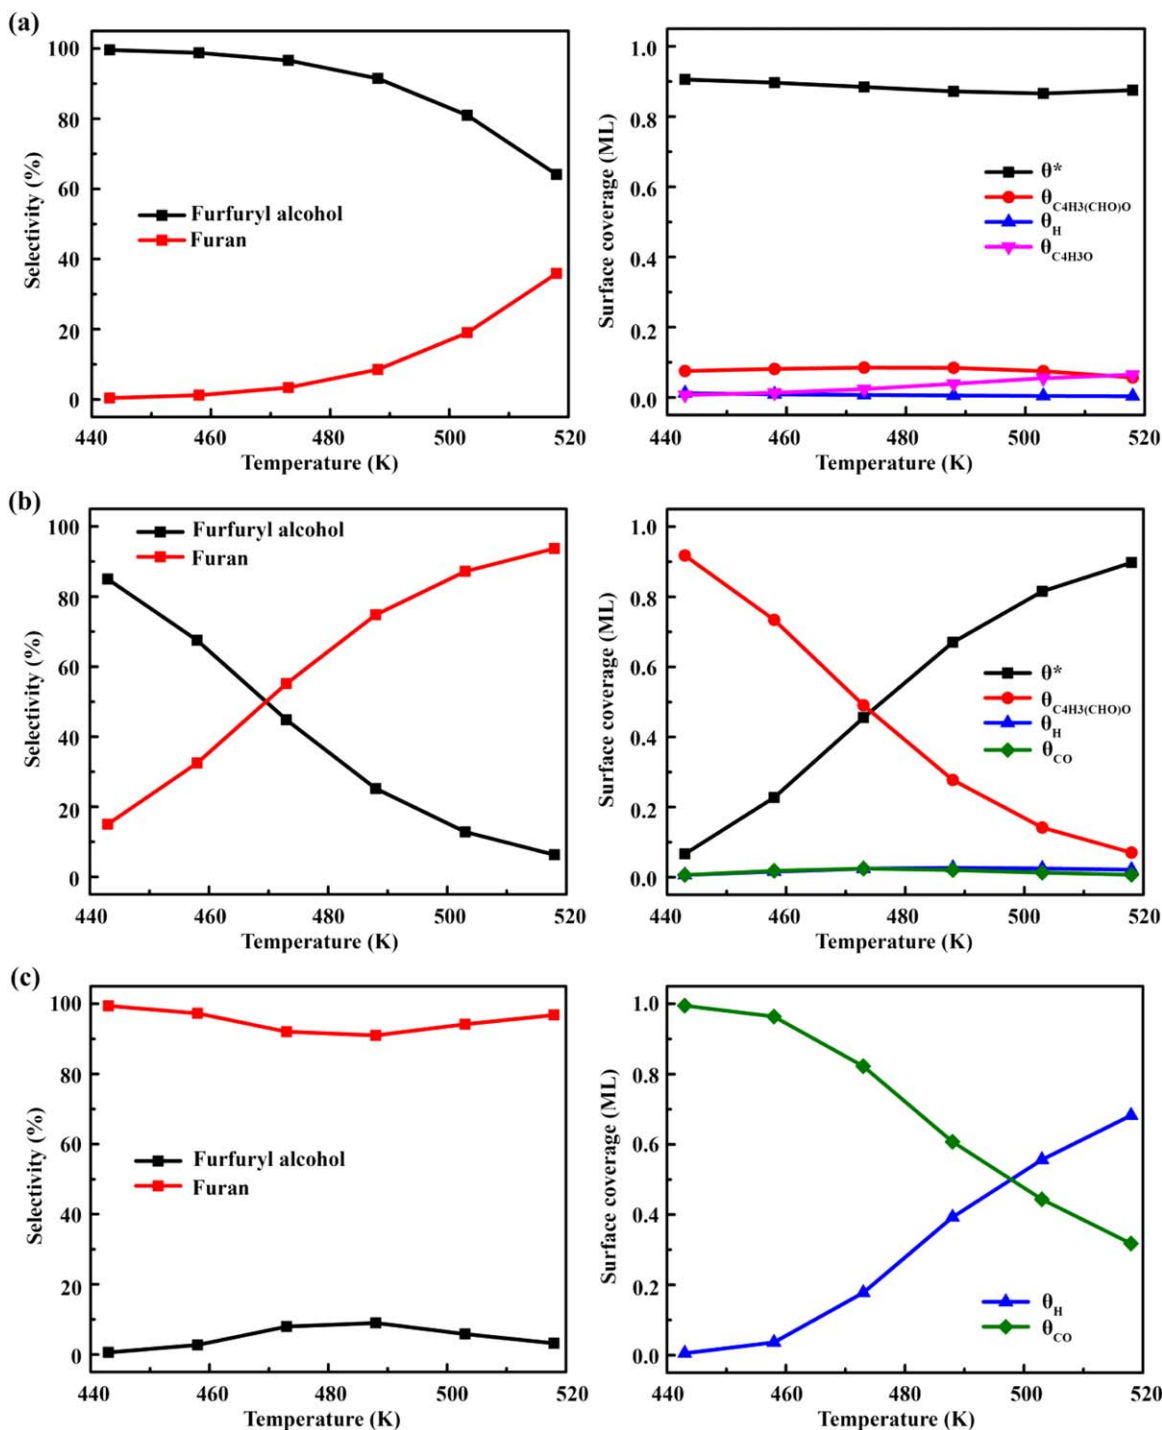 (a)
100
80
60
40
20
0
Selectivity (%)
Furfuryl alcohol
Furan
440 460 480 500 520
Temperature (K)
1.0
0.8
0.6
0.4
0.2
0.0
Surface coverage (ML)
θ*
θC4H3(CHO)O
θH
θC4H3O
440 460 480 500 520
Temperature (K)
(b)
100
80
60
40
20
0
Selectivity (%)
Furfuryl alcohol
Furan
440 460 480 500 520
Temperature (K)
1.0
0.8
0.6
0.4
0.2
0.0
Surface coverage (ML)
θ*
θC4H3(CHO)O
θH
θCO
440 460 480 500 520
Temperature (K)
(c)
100
80
60
40
20
0
Selectivity (%)
Furfuryl alcohol
Furan
440 460 480 500 520
Temperature (K)
1.0
0.8
0.6
0.4
0.2
0.0
Surface coverage (ML)
θH
θCO
440 460 480 500 520
Temperature (K)